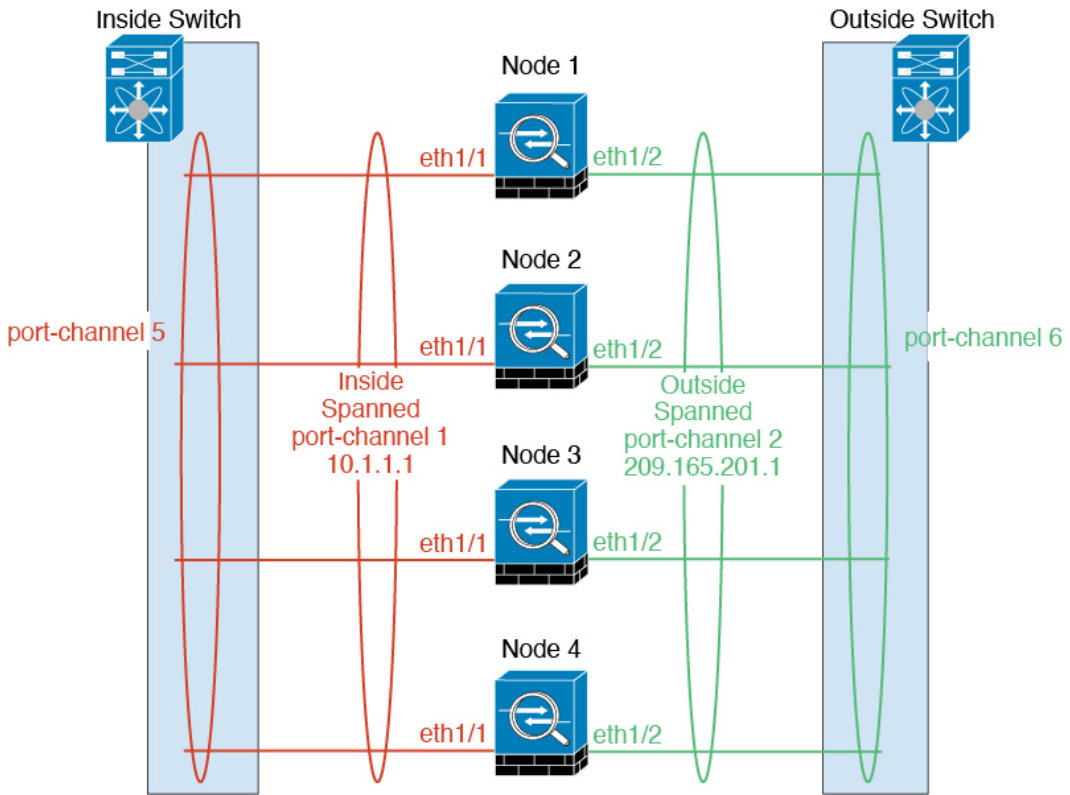 Inside Switch
Outside Switch
Node 1
eth1/1
eth1/2
Node 2
port-channel 5
eth1/1
eth1/2
port-channel 6
Inside
Spanned
port-channel 1
10.1.1.1
Outside
Spanned
port-channel 2
209.165.201.1
Node 3
eth1/1
eth1/2
Node 4
eth1/1
eth1/2